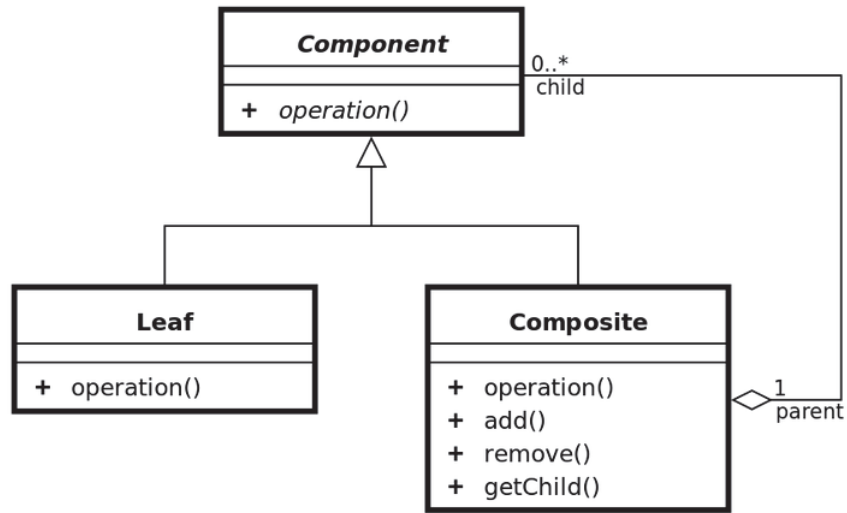 Component
+ operation()
0..*
child
Leaf
+ operation()
Composite
+ operation()
+ add()
+ remove()
+ getChild()
1
parent